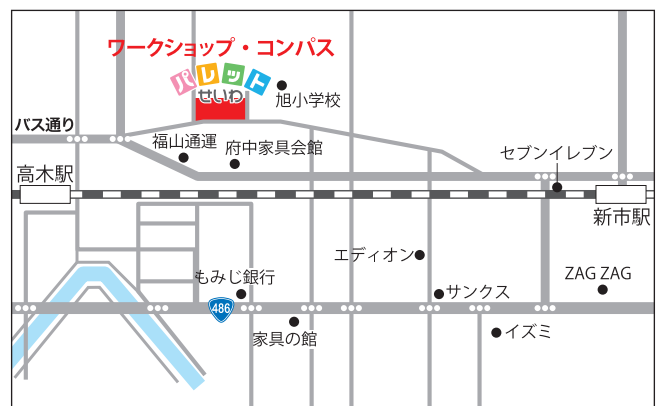 ワークショップ・コンパス
パレット
せいわ
旭小学校
バス通り
福山通運
府中家具会館
セブンイレブン
高木駅
新市駅
エディオン
もみじ銀行
サンクス
ZAG ZAG
486
家具の館
イズミ